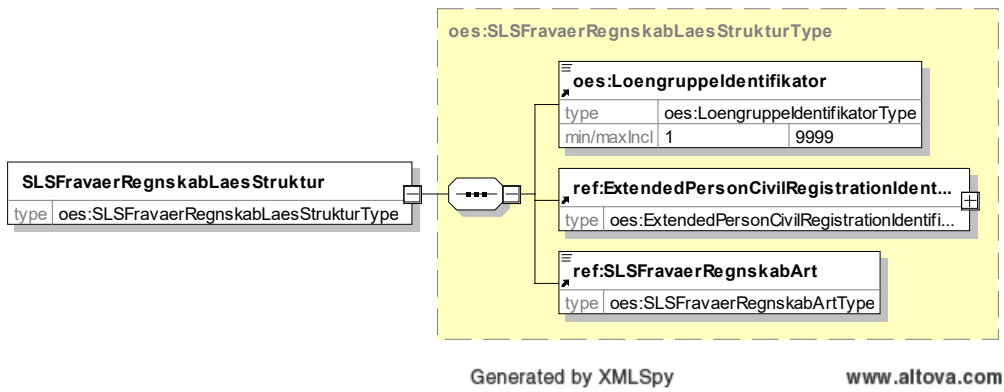 oes:SLSFravaerRegnskabLaesStrukturType
oes:LoengruppeIdentifikator
type oes:LoengruppeIdentifikatorType
min/maxIncl 1 9999
SLSFravaerRegnskabLaesStruktur
type oes:SLSFravaerRegnskabLaesStrukturType
ref:ExtendedPersonCivilRegistrationIdent...
type oes:ExtendedPersonCivilRegistrationIdentifi...
ref:SLSFravaerRegnskabArt
type oes:SLSFravaerRegnskabArtType
Generated by XMLSpy www.altova.com